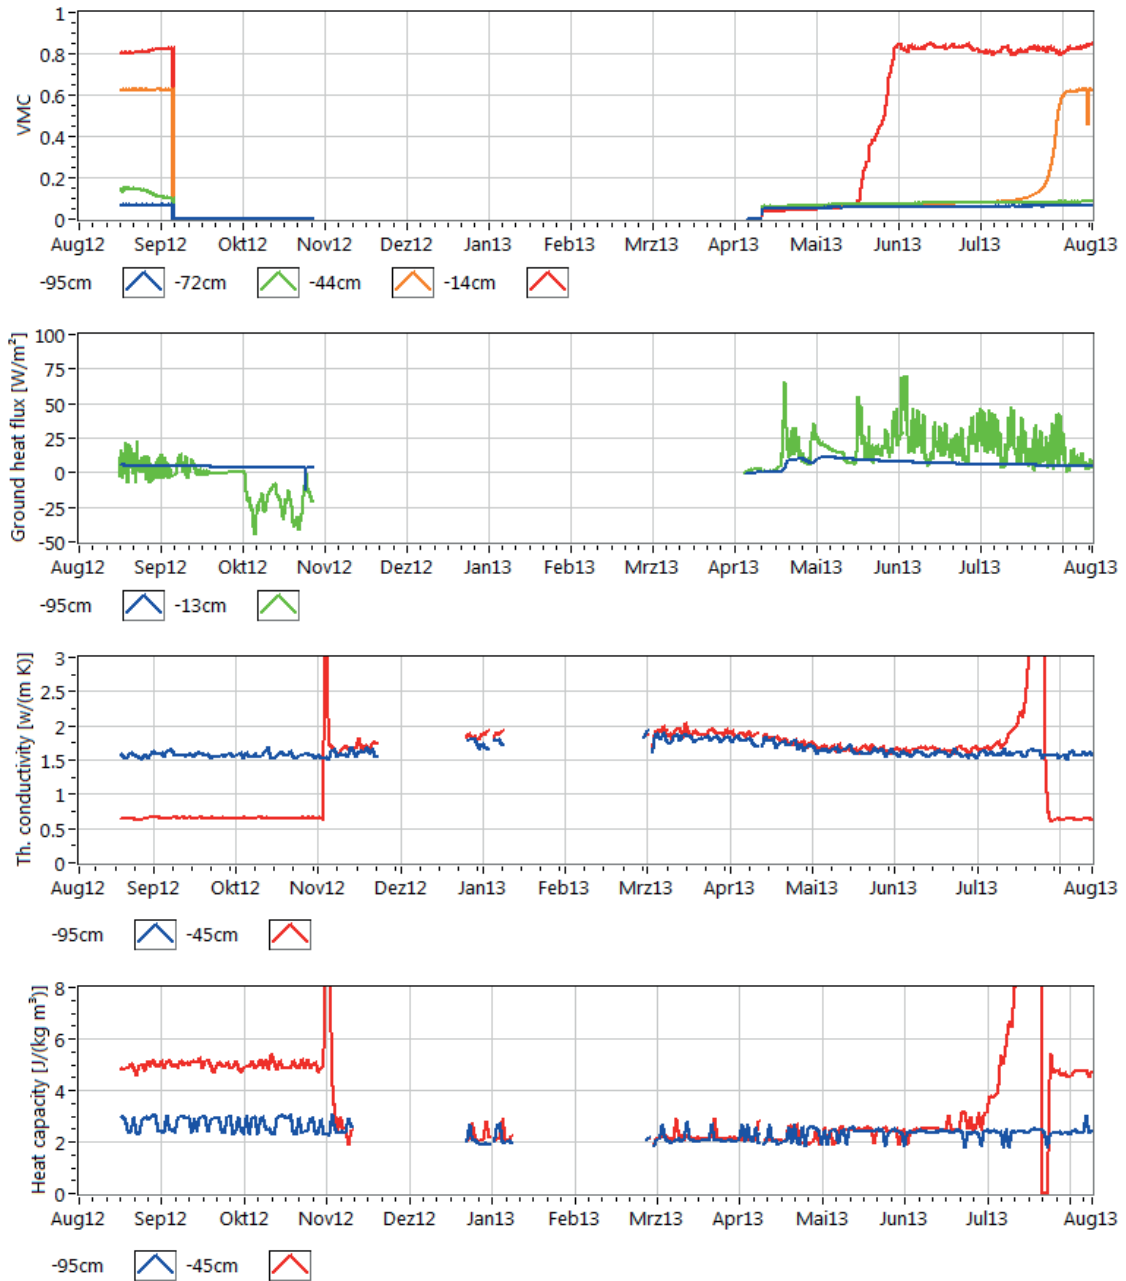 VMC
1
0.8
0.6
0.4
0.2
0
Aug12 Sep12 Okt12 Nov12 Dez12 Jan13 Feb13 Mrz13 Apr13 Mai13 Jun13 Jul13 Aug13
-95cm -72cm -44cm -14cm
Ground heat flux [W/m²]
100
75
50
25
0
-25
-50
Aug12 Sep12 Okt12 Nov12 Dez12 Jan13 Feb13 Mrz13 Apr13 Mai13 Jun13 Jul13 Aug13
-95cm -13cm
Th. conductivity [w/(m K)]
3
2.5
2
1.5
1
0.5
0
Aug12 Sep12 Okt12 Nov12 Dez12 Jan13 Feb13 Mrz13 Apr13 Mai13 Jun13 Jul13 Aug13
-95cm -45cm
Heat capacity [J/(kg m³)]
8
6
4
2
0
Aug12 Sep12 Okt12 Nov12 Dez12 Jan13 Feb13 Mrz13 Apr13 Mai13 Jun13 Jul13 Aug13
-95cm -45cm